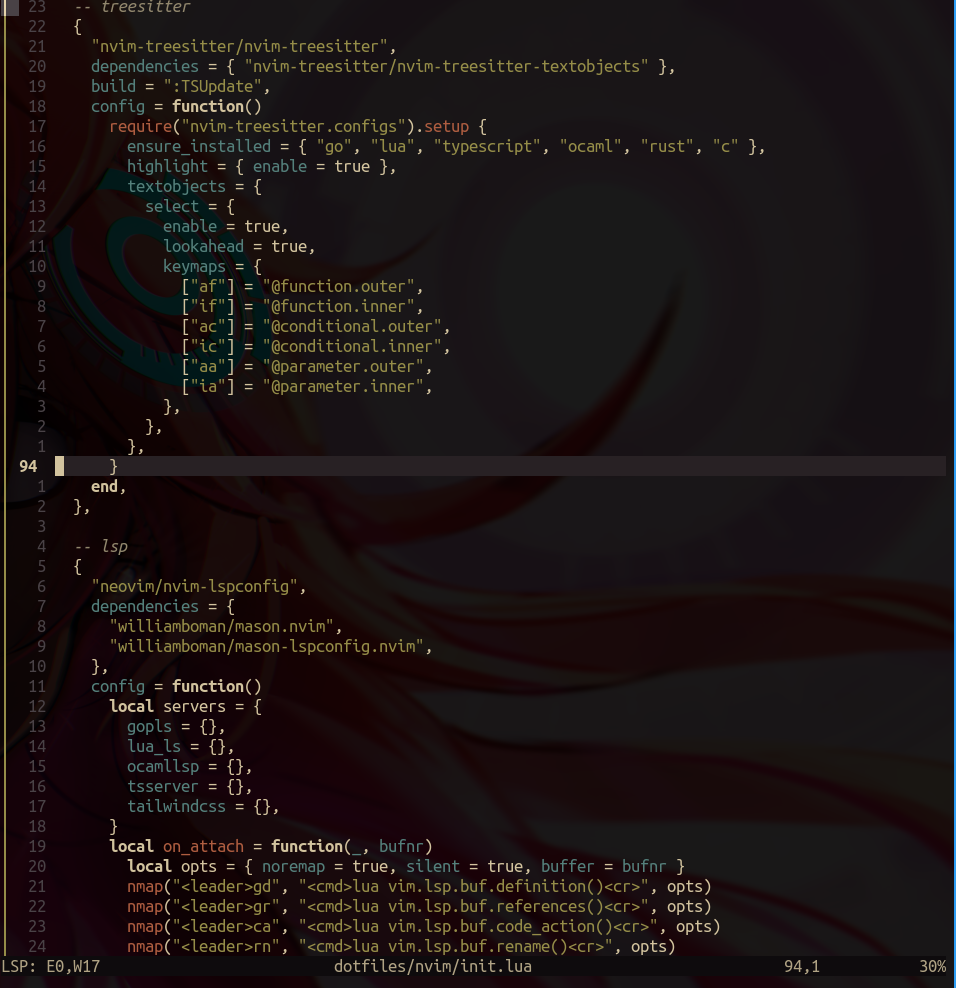 23 -- treesitter
22 {
21 "nvim-treesitter/nvim-treesitter",
20 dependencies = { "nvim-treesitter/nvim-treesitter-textobjects" },
19 build = ":TSUpdate",
18 config = function()
17 require("nvim-treesitter.configs").setup {
16 ensure_installed = { "go", "lua", "typescript", "ocaml", "rust", "c" },
15 highlight = { enable = true },
14 textobjects = {
13 select = {
12 enable = true,
11 lookahead = true,
10 keymaps = {
9 ["af"] = "@function.outer",
8 ["if"] = "@function.inner",
7 ["ac"] = "@conditional.outer",
6 ["ic"] = "@conditional.inner",
5 ["aa"] = "@parameter.outer",
4 ["ia"] = "@parameter.inner",
3 },
2 },
1 },
94 }
1 end,
2 },
3
4 -- lsp
5 {
6 "neovim/nvim-lspconfig",
7 dependencies = {
8 "williamboman/mason.nvim",
9 "williamboman/mason-lspconfig.nvim",
10 },
11 config = function()
12 local servers = {
13 gopls = {},
14 lua_ls = {},
15 ocamllsp = {},
16 tsserver = {},
17 tailwindcss = {},
18 }
19 local on_attach = function(_, bufnr)
20 local opts = { noremap = true, silent = true, buffer = bufnr }
21 nmap("<leader>gd", "<cmd>lua vim.lsp.buf.definition()<cr>", opts)
22 nmap("<leader>gr", "<cmd>lua vim.lsp.buf.references()<cr>", opts)
23 nmap("<leader>ca", "<cmd>lua vim.lsp.buf.code_action()<cr>", opts)
24 nmap("<leader>rn", "<cmd>lua vim.lsp.buf.rename()<cr>", opts)
LSP: E0,W17 dotfiles/nvim/init.lua 94,1 30%